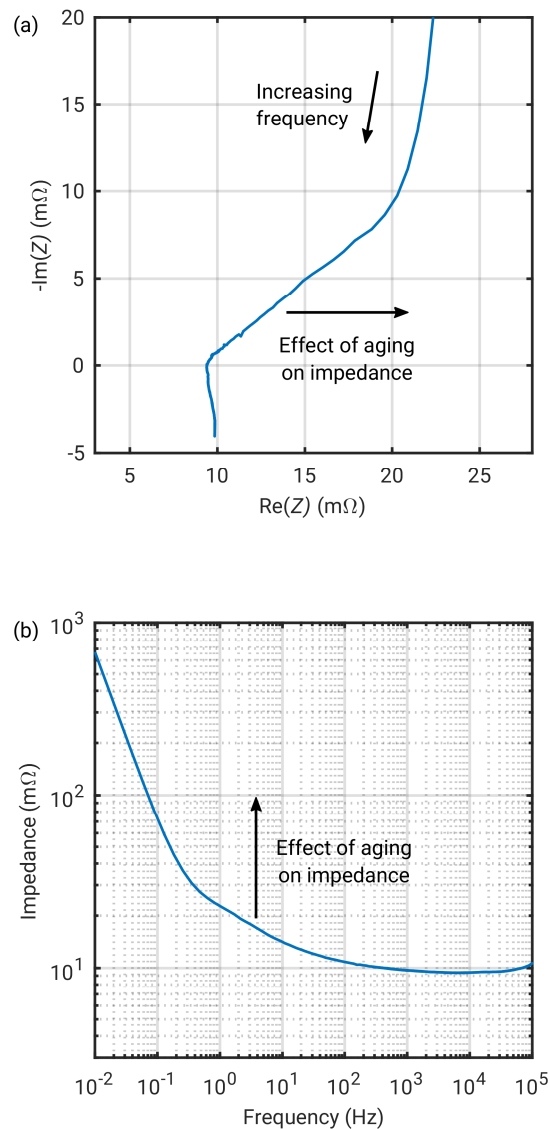 (a)
20
15
10
5
0
-5
-Im(Z) (mΩ)
Increasing
frequency
Effect of aging
on impedance
5 10 15 20 25
Re(Z) (mΩ)
(b)
10³
10²
10¹
Impedance (mΩ)
Effect of aging
on impedance
10⁻² 10⁻¹ 10⁰ 10¹ 10² 10³ 10⁴ 10⁵
Frequency (Hz)